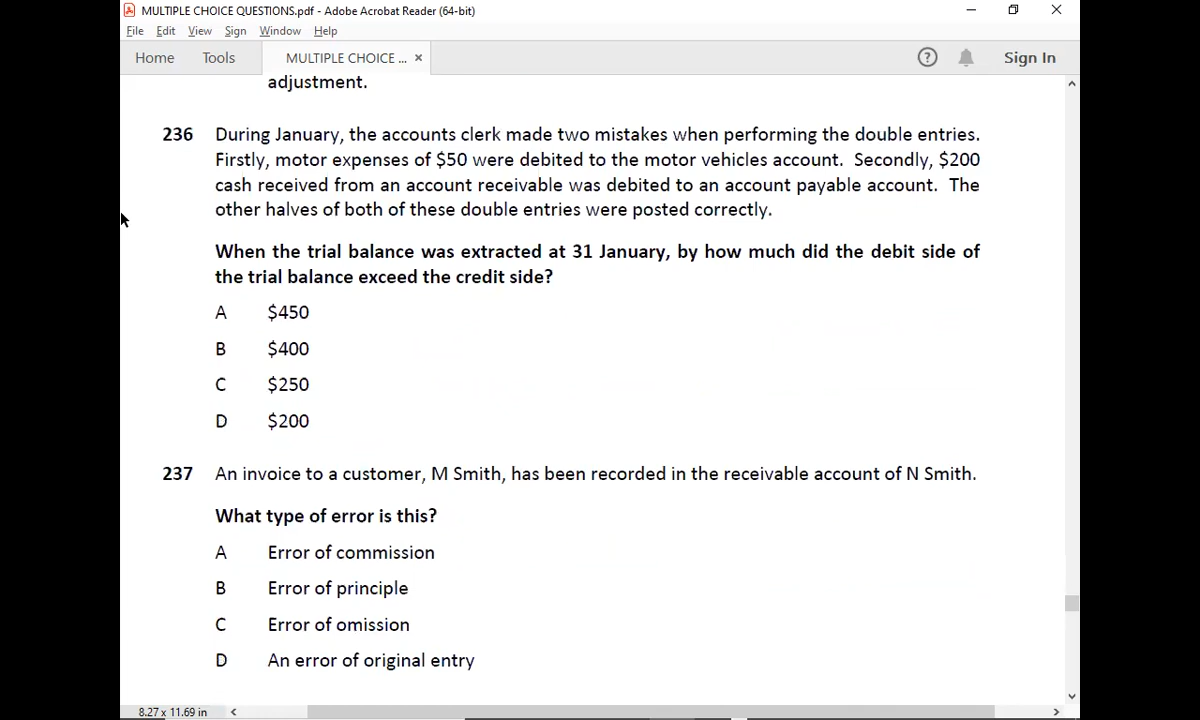 MULTIPLE CHOICE QUESTIONS.pdf - Adobe Acrobat Reader (64-bit)
File Edit View Sign Window Help
Home Tools MULTIPLE CHOICE ... × Sign In
adjustment.
236 During January, the accounts clerk made two mistakes when performing the double entries.
Firstly, motor expenses of $50 were debited to the motor vehicles account. Secondly, $200
cash received from an account receivable was debited to an account payable account. The
other halves of both of these double entries were posted correctly.
When the trial balance was extracted at 31 January, by how much did the debit side of
the trial balance exceed the credit side?
A $450
B $400
C $250
D $200
237 An invoice to a customer, M Smith, has been recorded in the receivable account of N Smith.
What type of error is this?
A Error of commission
B Error of principle
C Error of omission
D An error of original entry
8.27 x 11.69 in